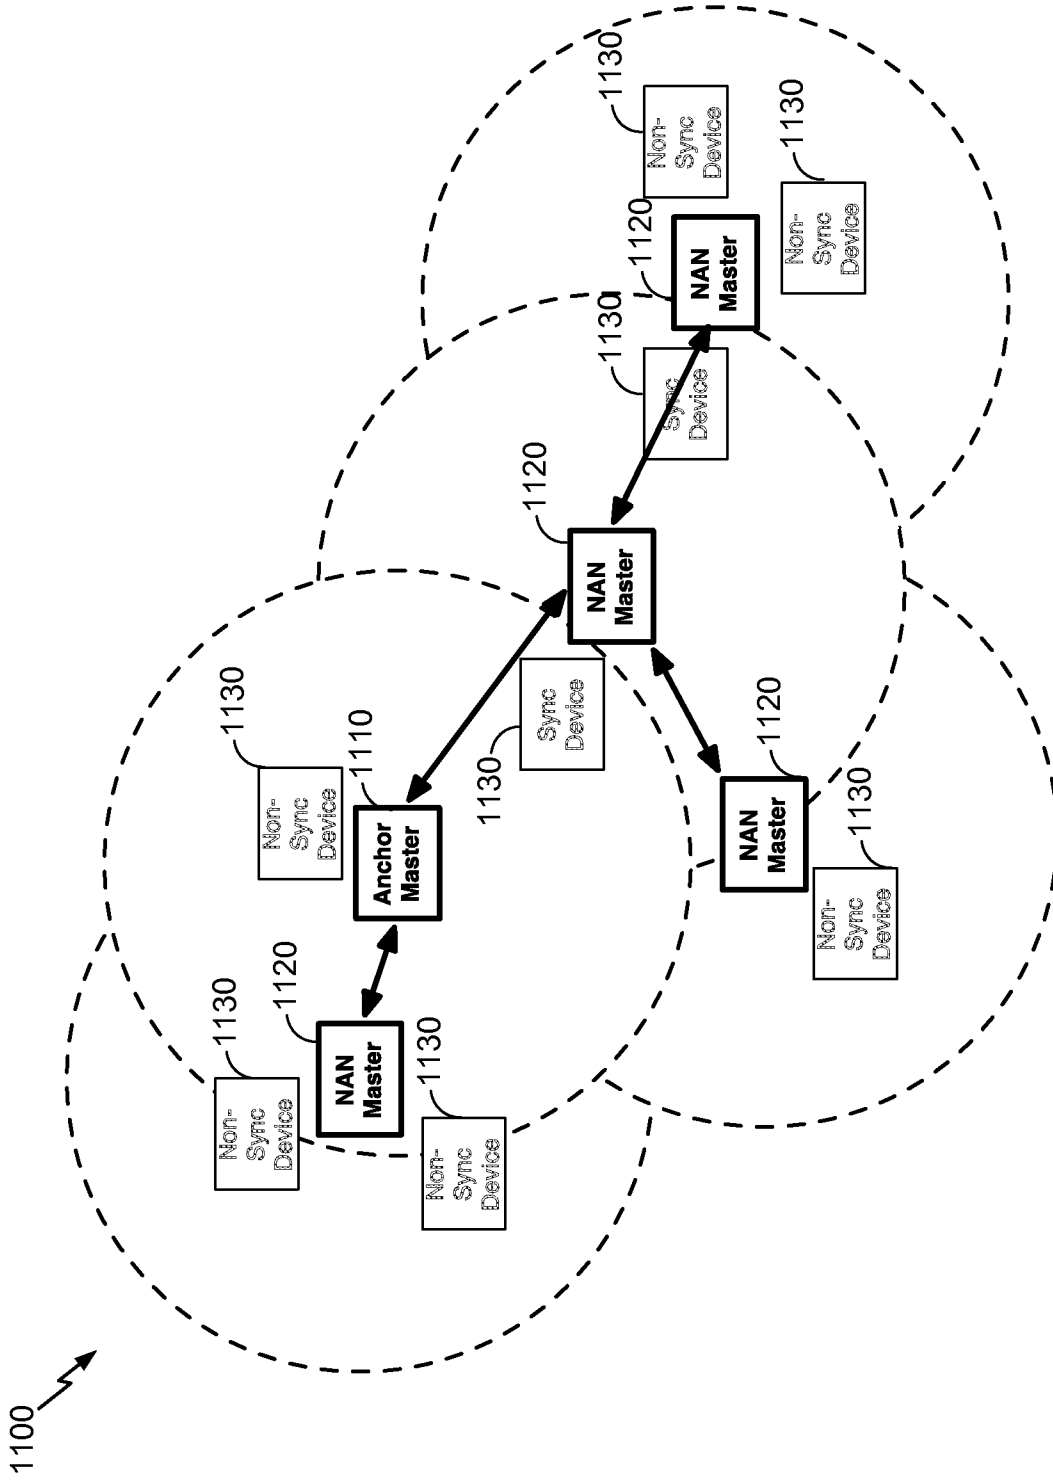 1100
1130
Non-
Sync
Device
1130
Non-
Sync
Device
1120
NAN
Master
1110
Anchor
Master
1130
Non-
Sync
Device
1130
Sync
Device
1120
NAN
Master
1130
Sync
Device
1130
Non-
Sync
Device
1120
NAN
Master
1130
Non-
Sync
Device
1120
NAN
Master
1130
Non-
Sync
Device